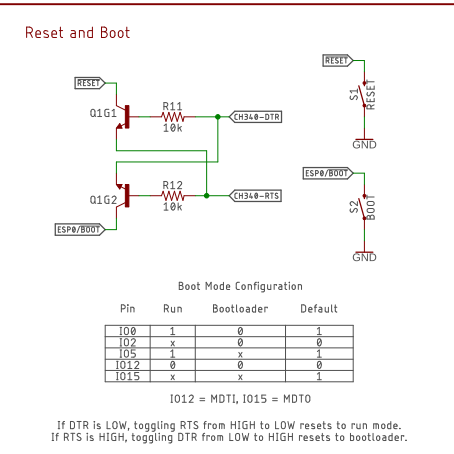 Reset and Boot
RESET
Q1G1
R11
10k
CH340-DTR
Q1G2
R12
10k
CH340-RTS
ESP0/BOOT
RESET
S1
RESET
GND
ESP0/BOOT
S2
BOOT
GND
Boot Mode Configuration
Pin Run Bootloader Default
IO0 1 0 1
IO2 x 0 0
IO5 1 x 1
IO12 0 0 0
IO15 x x 1
IO12 = MDTI, IO15 = MDTO
If DTR is LOW, toggling RTS from HIGH to LOW resets to run mode.
If RTS is HIGH, toggling DTR from LOW to HIGH resets to bootloader.